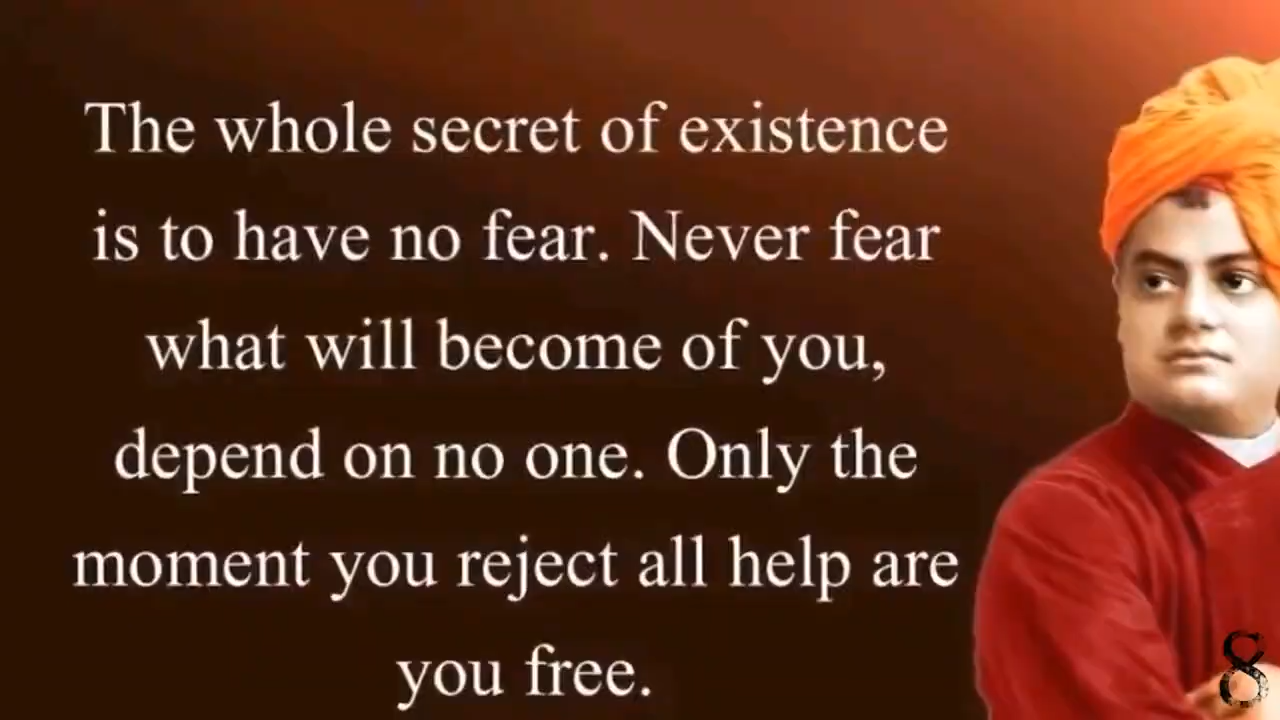 The whole secret of existence
is to have no fear. Never fear
what will become of you,
depend on no one. Only the
moment you reject all help are
you free.
8